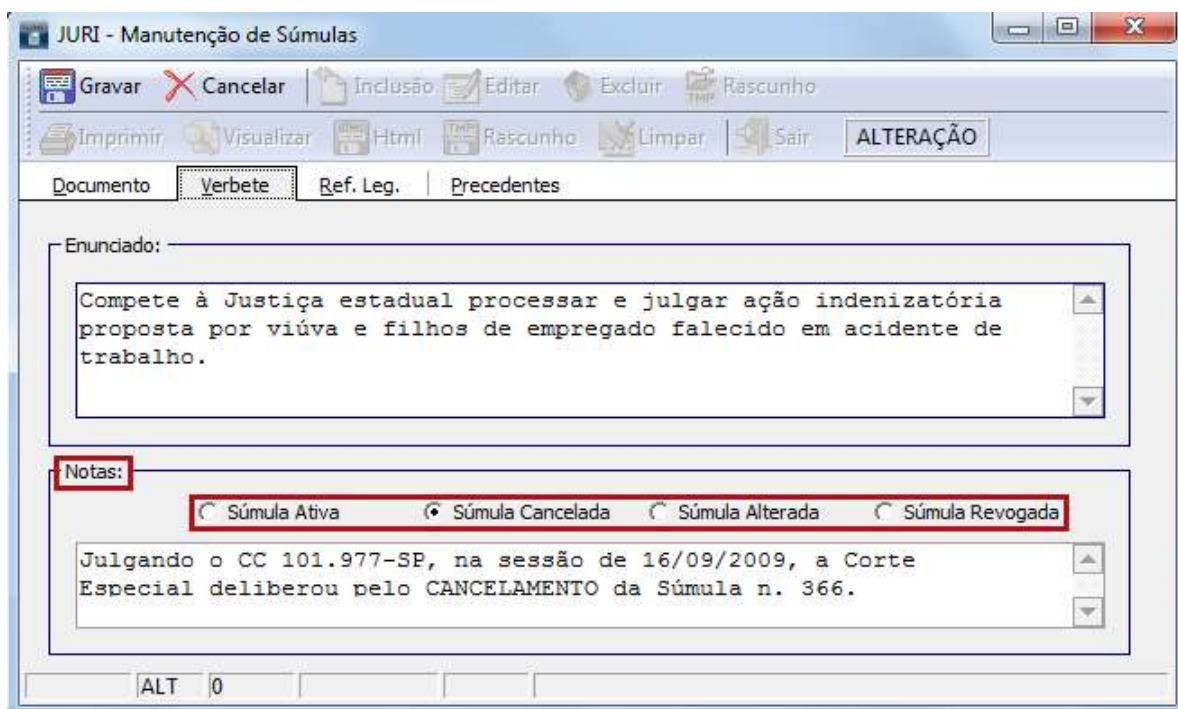 JURI - Manutenção de Súmulas
Gravar Cancelar Inclusão Editar Excluir Rascunho
Imprimir Visualizar Html Rascunho Limpar Sair ALTERAÇÃO
Documento Verbete Ref. Leg. Precedentes
Enunciado:
Compete à Justiça estadual processar e julgar ação indenizatória
proposta por viúva e filhos de empregado falecido em acidente de
trabalho.
Notas:
Súmula Ativa Súmula Cancelada Súmula Alterada Súmula Revogada
Julgando o CC 101.977-SP, na sessão de 16/09/2009, a Corte
Especial deliberou pelo CANCELAMENTO da Súmula n. 366.
ALT 0